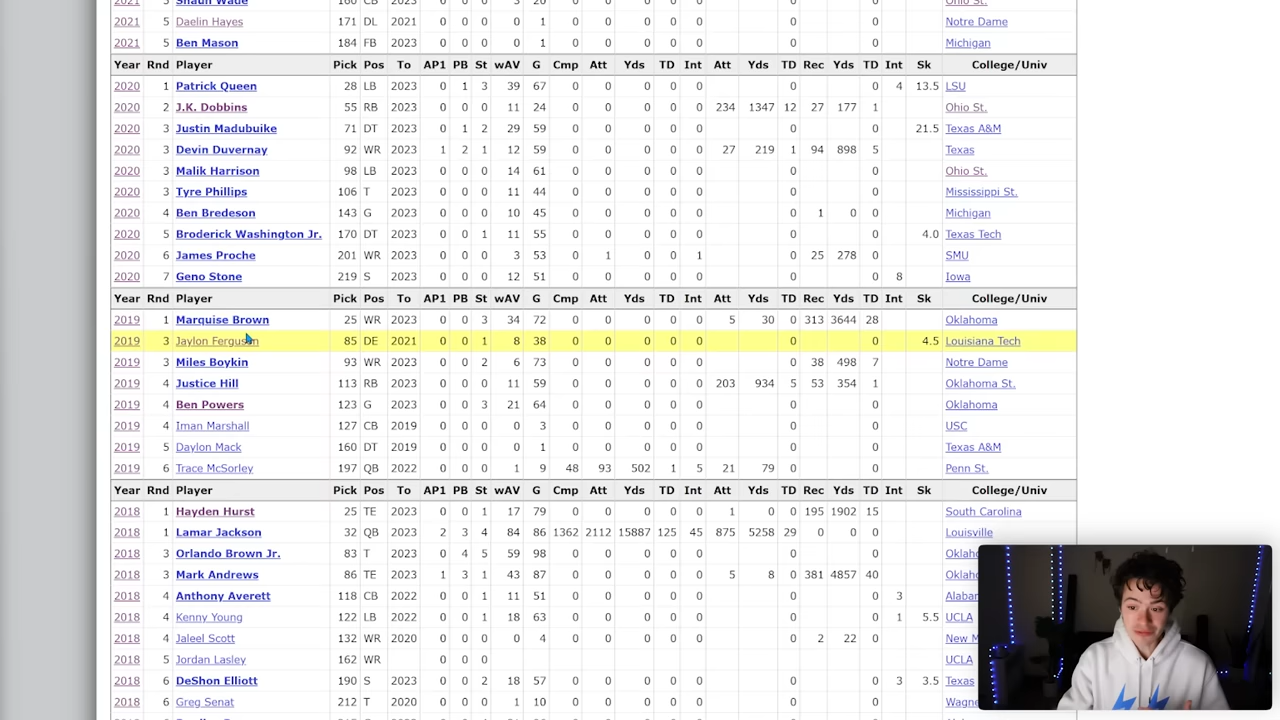 2021 3 Shaun Wade 160 CB 2023 0 0 0 3 20 0 0 0 0 0 0 0 Ohio St.
2021 5 Daelin Hayes 171 DL 2021 0 0 0 0 1 0 0 0 0 0 0 0 Notre Dame
2021 5 Ben Mason 184 FB 2023 0 0 0 0 1 0 0 0 0 0 0 0 Michigan
Year Rnd Player Pick Pos To AP1 PB St wAV G Cmp Att Yds TD Int Att Yds TD Rec Yds TD Int Sk College/Univ
2020 1 Patrick Queen 28 LB 2023 0 1 3 39 67 0 0 0 0 0 0 0 4 13.5 LSU
2020 2 J.K. Dobbins 55 RB 2023 0 0 0 11 24 0 0 0 0 0 234 1347 12 27 177 1 Ohio St.
2020 3 Justin Madubuike 71 DT 2023 0 1 2 29 59 0 0 0 0 0 0 0 21.5 Texas A&M
2020 3 Devin Duvernay 92 WR 2023 1 2 1 12 59 0 0 0 0 0 27 219 1 94 898 5 Texas
2020 3 Malik Harrison 98 LB 2023 0 0 0 14 61 0 0 0 0 0 0 0 Ohio St.
2020 3 Tyre Phillips 106 T 2023 0 0 0 11 44 0 0 0 0 0 0 0 Mississippi St.
2020 4 Ben Bredeson 143 G 2023 0 0 0 10 45 0 0 0 0 0 0 1 0 0 Michigan
2020 5 Broderick Washington Jr. 170 DT 2023 0 0 1 11 55 0 0 0 0 0 0 0 4.0 Texas Tech
2020 6 James Proche 201 WR 2023 0 0 0 3 53 0 1 0 0 1 0 25 278 0 SMU
2020 7 Geno Stone 219 S 2023 0 0 0 12 51 0 0 0 0 0 0 0 8 Iowa
Year Rnd Player Pick Pos To AP1 PB St wAV G Cmp Att Yds TD Int Att Yds TD Rec Yds TD Int Sk College/Univ
2019 1 Marquise Brown 25 WR 2023 0 0 3 34 72 0 0 0 0 0 5 30 0 313 3644 28 Oklahoma
2019 3 Jaylon Ferguson 85 DE 2021 0 0 1 8 38 0 0 0 0 0 0 0 4.5 Louisiana Tech
2019 3 Miles Boykin 93 WR 2023 0 0 2 6 73 0 0 0 0 0 0 38 498 7 Notre Dame
2019 4 Justice Hill 113 RB 2023 0 0 0 11 59 0 0 0 0 0 203 934 5 53 354 1 Oklahoma St.
2019 4 Ben Powers 123 G 2023 0 0 3 21 64 0 0 0 0 0 0 0 Oklahoma
2019 4 Iman Marshall 127 CB 2019 0 0 0 0 3 0 0 0 0 0 0 0 USC
2019 5 Daylon Mack 160 DT 2019 0 0 0 0 1 0 0 0 0 0 0 0 Texas A&M
2019 6 Trace McSorley 197 QB 2022 0 0 0 1 9 48 93 502 1 5 21 79 0 0 Penn St.
Year Rnd Player Pick Pos To AP1 PB St wAV G Cmp Att Yds TD Int Att Yds TD Rec Yds TD Int Sk College/Univ
2018 1 Hayden Hurst 25 TE 2023 0 0 1 17 79 0 0 0 0 0 1 0 0 195 1902 15 South Carolina
2018 1 Lamar Jackson 32 QB 2023 2 3 4 84 86 1362 2112 15887 125 45 875 5258 29 0 0 0 Louisville
2018 3 Orlando Brown Jr. 83 T 2023 0 4 5 59 98 0 0 0 0 0 0 0 Oklaho
2018 3 Mark Andrews 86 TE 2023 1 3 1 43 87 0 0 0 0 0 5 8 0 381 4857 40 Oklaho
2018 4 Anthony Averett 118 CB 2022 0 0 1 11 51 0 0 0 0 0 0 0 3 Alabar
2018 4 Kenny Young 122 LB 2022 0 0 1 18 63 0 0 0 0 0 0 0 1 5.5 UCLA
2018 4 Jaleel Scott 132 WR 2020 0 0 0 0 4 0 0 0 0 0 0 2 22 0 New M
2018 5 Jordan Lasley 162 WR 0 0 0 UCLA
2018 6 DeShon Elliott 190 S 2023 0 0 2 18 57 0 0 0 0 0 0 0 3 3.5 Texas
2018 6 Greg Senat 212 T 2020 0 0 0 1 10 0 0 0 0 0 0 0 Wagne